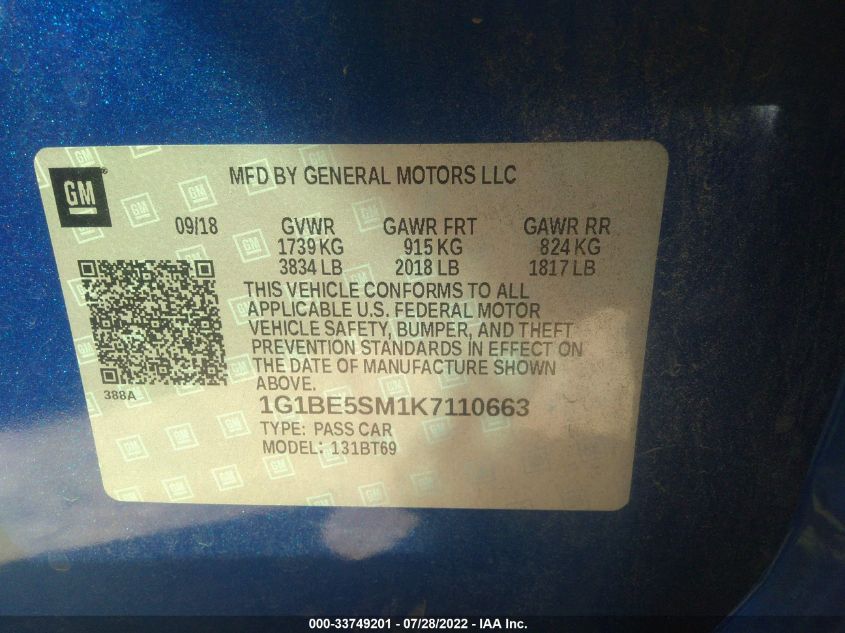 GM
MFD BY GENERAL MOTORS LLC
09/18 GVWR GAWR FRT GAWR RR
1739 KG 915 KG 824 KG
3834 LB 2018 LB 1817 LB
THIS VEHICLE CONFORMS TO ALL
APPLICABLE U.S. FEDERAL MOTOR
VEHICLE SAFETY, BUMPER, AND THEFT
PREVENTION STANDARDS IN EFFECT ON
THE DATE OF MANUFACTURE SHOWN
ABOVE.
388A
1G1BE5SM1K7110663
TYPE: PASS CAR
MODEL: 131BT69
000-33749201 - 07/28/2022 - IAA Inc.